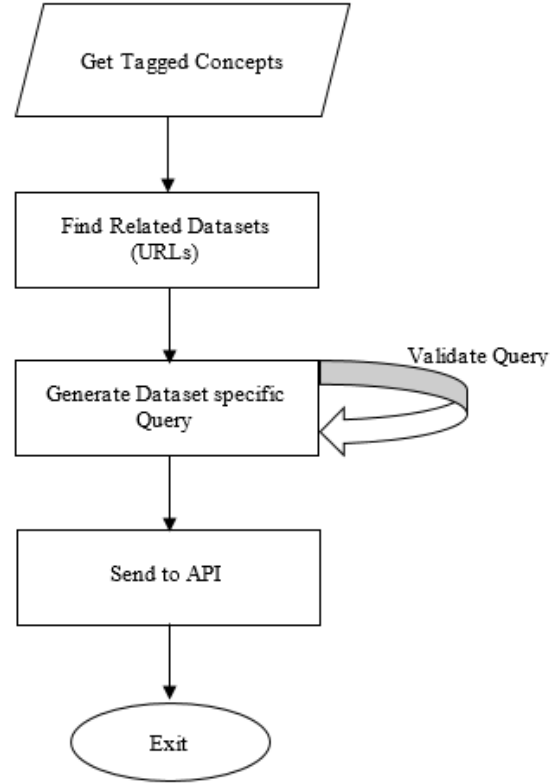 Get Tagged Concepts
Find Related Datasets
(URLs)
Validate Query
Generate Dataset specific
Query
Send to API
Exit